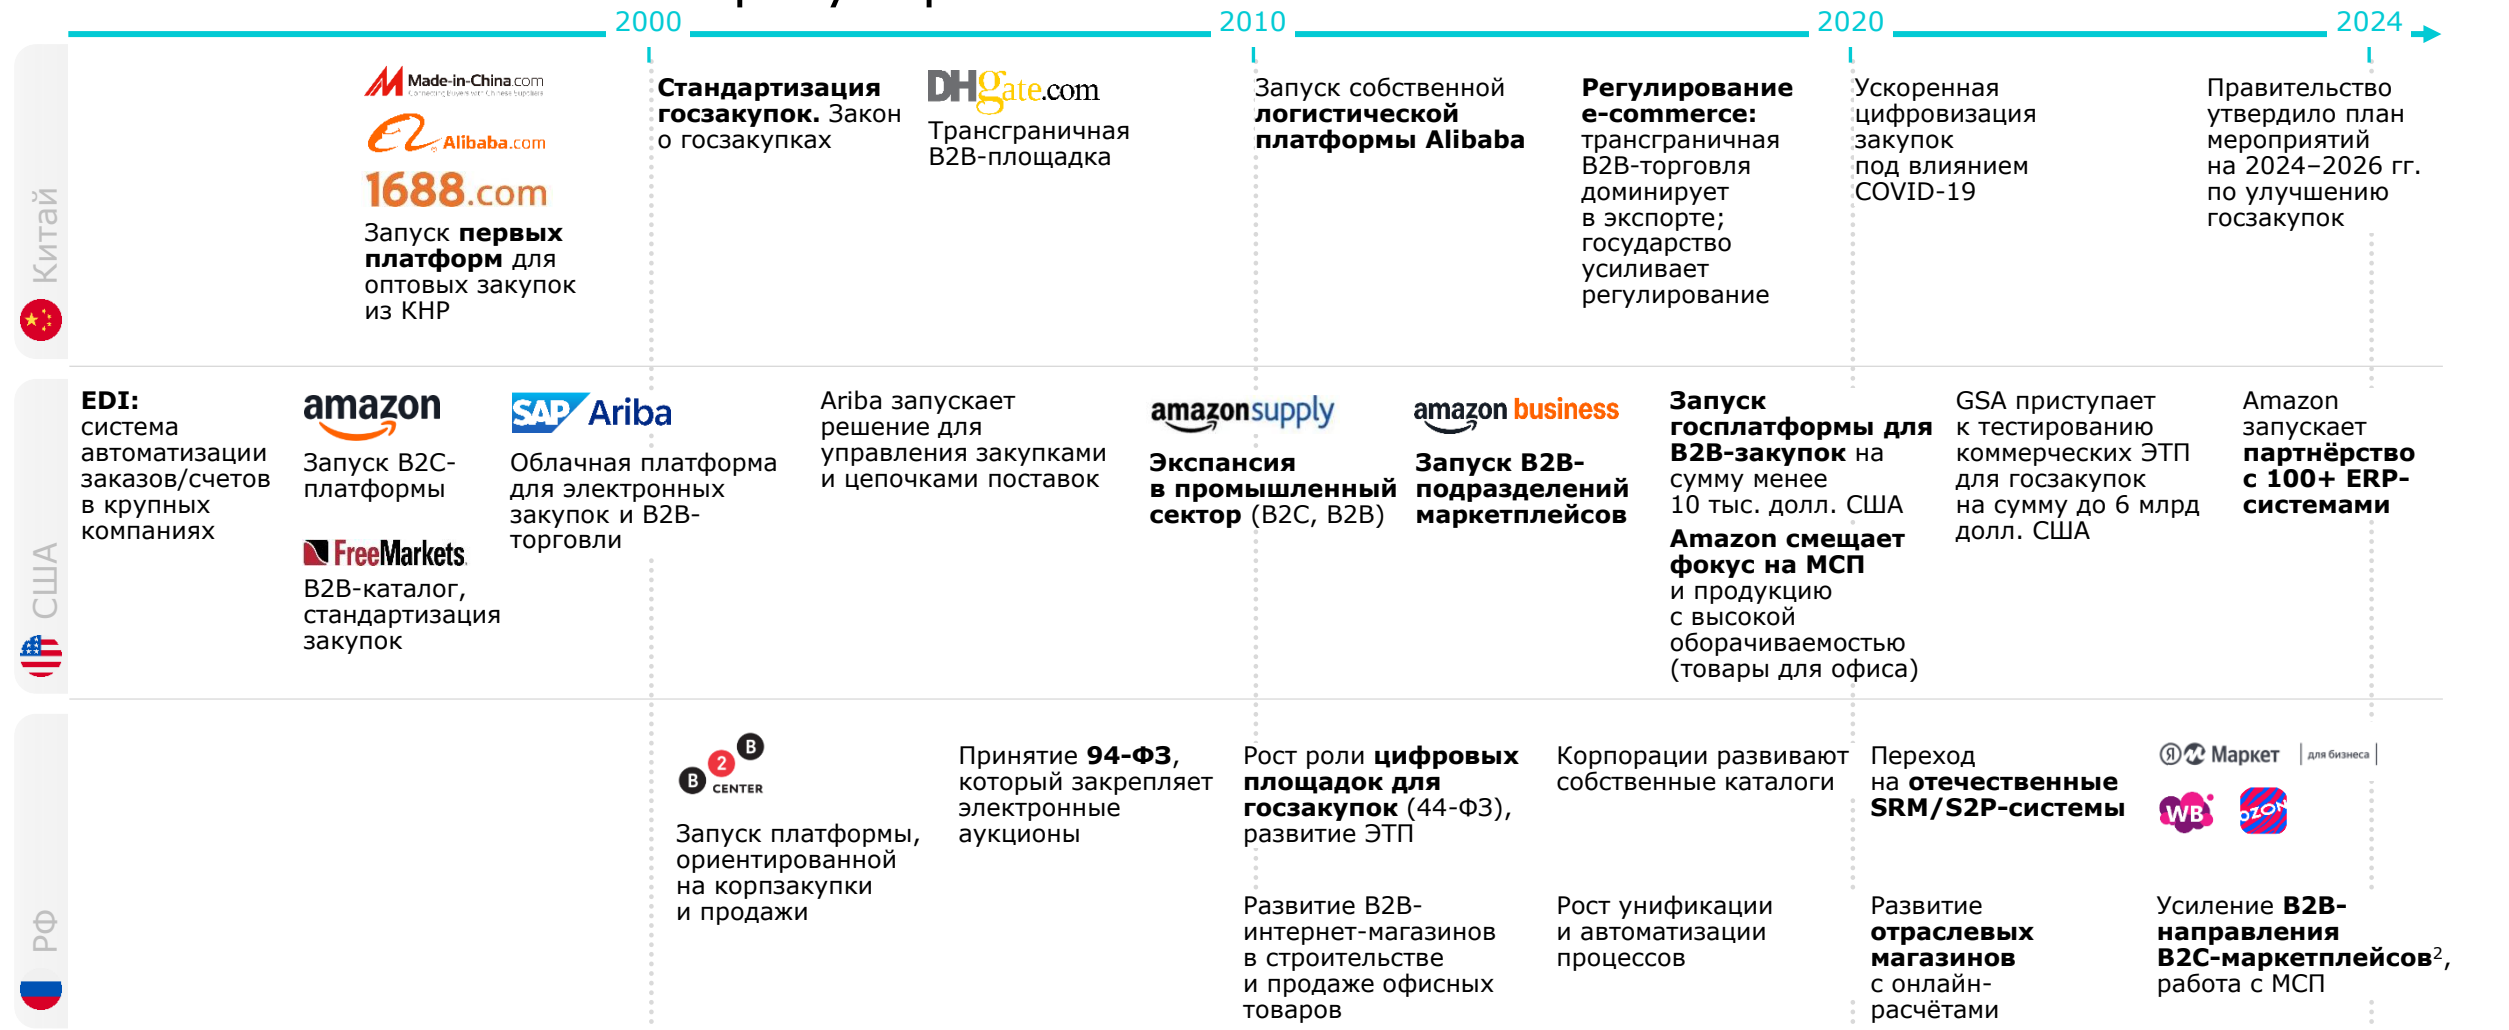 2000
2010
2020
2024
Китай
Made-in-China.com
Connecting Buyers with Chinese Suppliers
Alibaba.com
1688.com
Запуск первых
платформ для
оптовых закупок
из КНР
Стандартизация
госзакупок. Закон
о госзакупках
DHgate.com
Трансграничная
B2B-площадка
Запуск собственной
логистической
платформы Alibaba
Регулирование
e-commerce:
трансграничная
B2B-торговля
доминирует
в экспорте;
государство
усиливает
регулирование
Ускоренная
цифровизация
закупок
под влиянием
COVID-19
Правительство
утвердило план
мероприятий
на 2024–2026 гг.
по улучшению
госзакупок
США
EDI:
система
автоматизации
заказов/счетов
в крупных
компаниях
amazon
Запуск B2C-
платформы
FreeMarkets
B2B-каталог,
стандартизация
закупок
SAP Ariba
Облачная платформа
для электронных
закупок и B2B-
торговли
Ariba запускает
решение для
управления закупками
и цепочками поставок
amazonsupply
Экспансия
в промышленный
сектор (B2C, B2B)
amazon business
Запуск B2B-
подразделений
маркетплейсов
Запуск
госплатформы для
B2B-закупок на
сумму менее
10 тыс. долл. США
Amazon смещает
фокус на МСП
и продукцию
с высокой
оборачиваемостью
(товары для офиса)
GSA приступает
к тестированию
коммерческих ЭТП
для госзакупок
на сумму до 6 млрд
долл. США
Amazon
запускает
партнёрство
с 100+ ERP-
системами
РФ
B2B
CENTER
Запуск платформы,
ориентированной
на корпзакупки
и продажи
Принятие 94-ФЗ,
который закрепляет
электронные
аукционы
Рост роли цифровых
площадок для
госзакупок (44-ФЗ),
развитие ЭТП
Развитие B2B-
интернет-магазинов
в строительстве
и продаже офисных
товаров
Корпорации развивают
собственные каталоги
Рост унификации
и автоматизации
процессов
Переход
на отечественные
SRM/S2P-системы
Развитие
отраслевых
магазинов
с онлайн-
расчётами
Я Маркет для бизнеса
WB
OZON
Усиление B2B-
направления
B2C-маркетплейсов²,
работа с МСП